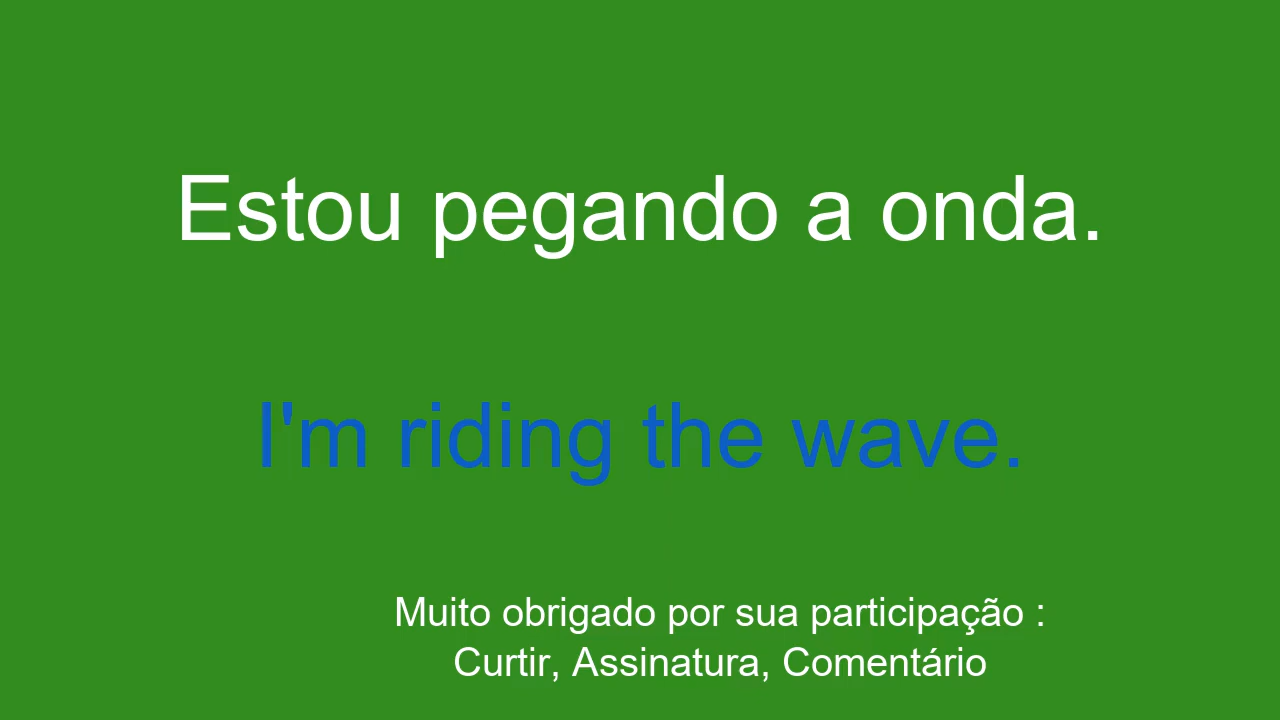 Estou pegando a onda.
I'm riding the wave.
Muito obrigado por sua participação :
Curtir, Assinatura, Comentário